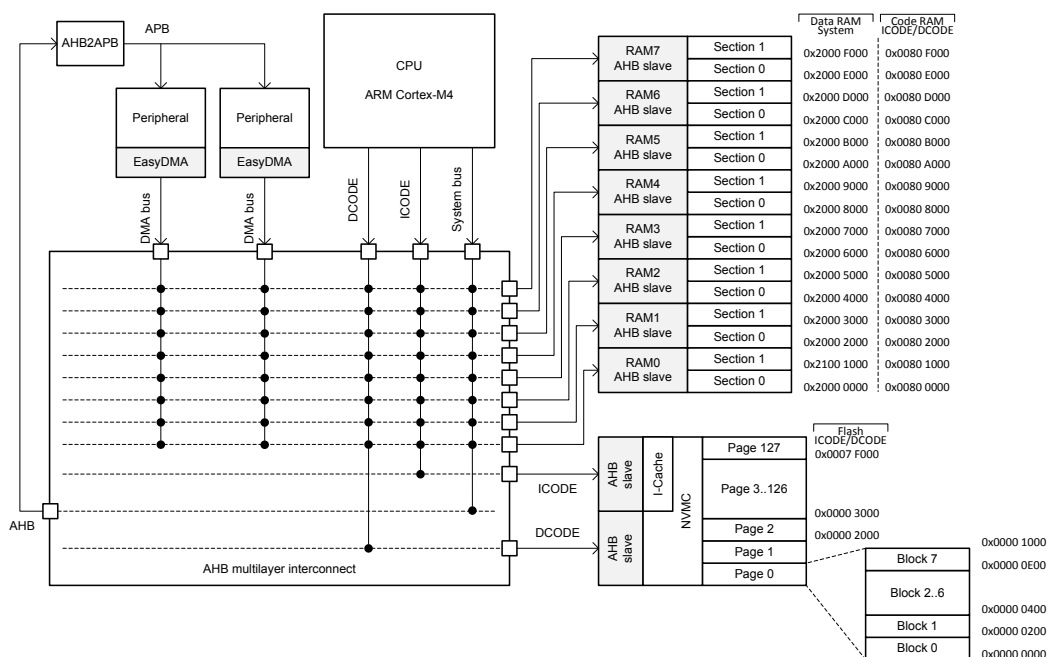 AHB2APB
APB
Peripheral
EasyDMA
Peripheral
EasyDMA
CPU
ARM Cortex-M4
DMA bus
DMA bus
DCODE
ICODE
System bus
AHB multilayer interconnect
AHB
ICODE
DCODE
Data RAM
System
Code RAM
ICODE/DCODE
RAM7
AHB slave
Section 1
0x2000 F000
0x0080 F000
Section 0
0x2000 E000
0x0080 E000
RAM6
AHB slave
Section 1
0x2000 D000
0x0080 D000
Section 0
0x2000 C000
0x0080 C000
RAM5
AHB slave
Section 1
0x2000 B000
0x0080 B000
Section 0
0x2000 A000
0x0080 A000
RAM4
AHB slave
Section 1
0x2000 9000
0x0080 9000
Section 0
0x2000 8000
0x0080 8000
RAM3
AHB slave
Section 1
0x2000 7000
0x0080 7000
Section 0
0x2000 6000
0x0080 6000
RAM2
AHB slave
Section 1
0x2000 5000
0x0080 5000
Section 0
0x2000 4000
0x0080 4000
RAM1
AHB slave
Section 1
0x2000 3000
0x0080 3000
Section 0
0x2000 2000
0x0080 2000
RAM0
AHB slave
Section 1
0x2100 1000
0x0080 1000
Section 0
0x2000 0000
0x0080 0000
Flash
ICODE/DCODE
0x0007 F000
AHB
slave
I-Cache
AHB
slave
NVMC
Page 127
Page 3..126
0x0000 3000
Page 2
0x0000 2000
Page 1
Page 0
0x0000 1000
Block 7
0x0000 0E00
Block 2..6
0x0000 0400
Block 1
0x0000 0200
Block 0
0x0000 0000